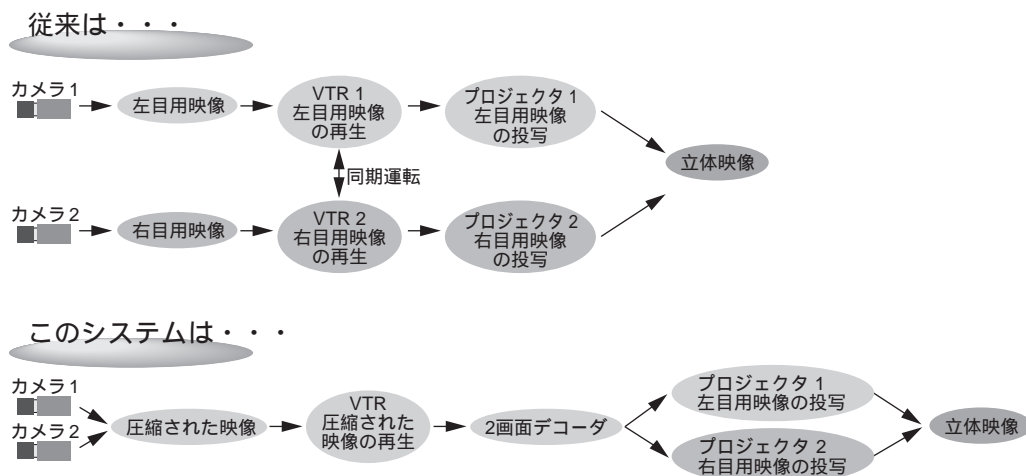 従来は・・・
カメラ1
左目用映像
VTR 1
左目用映像
の再生
プロジェクタ1
左目用映像
の投写
同期運転
立体映像
カメラ2
右目用映像
VTR 2
右目用映像
の再生
プロジェクタ2
右目用映像
の投写
このシステムは・・・
カメラ1
カメラ2
圧縮された映像
VTR
圧縮された
映像の再生
2画面デコーダ
プロジェクタ 1
左目用映像の投写
プロジェクタ 2
右目用映像の投写
立体映像